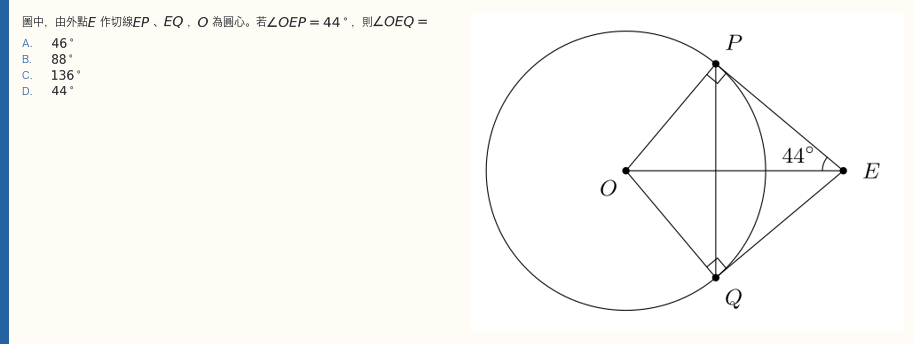 圖中，由外點E 作切線EP 、EQ ，O 為圓心。若∠OEP = 44°，則∠OEQ =
A. 46°
B. 88°
C. 136°
D. 44°
P
44°
E
O
Q